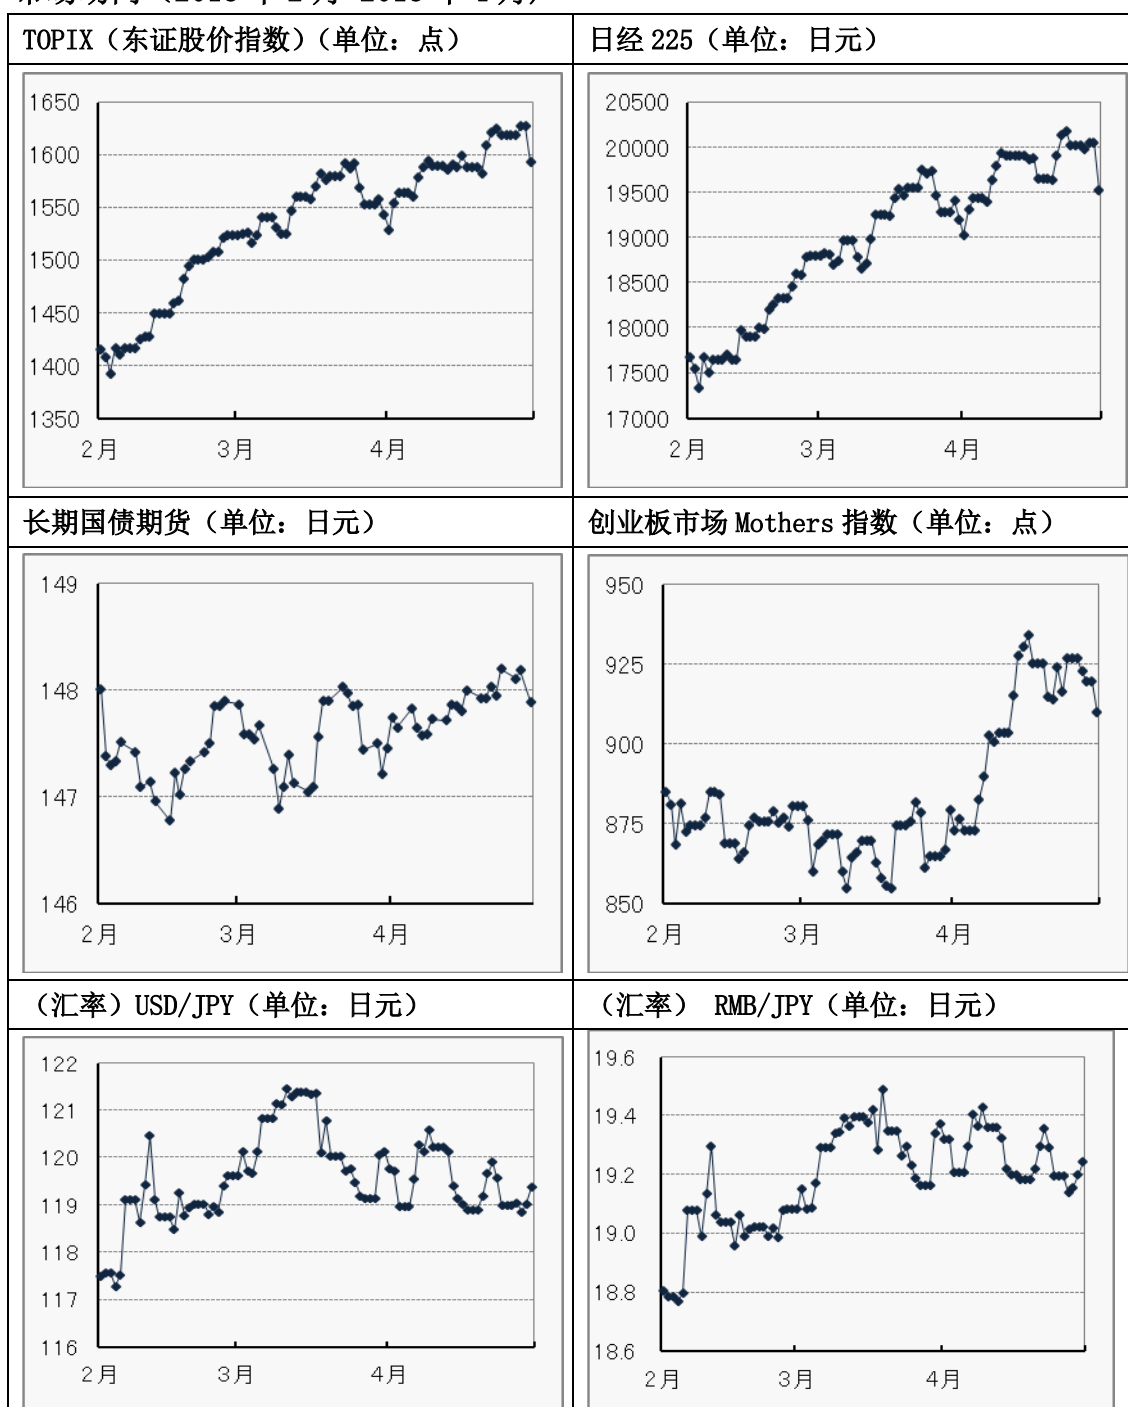 TOPIX（东证股价指数）（单位：点）
日经 225（单位：日元）
1650
1600
1550
1500
1450
1400
1350
2月
3月
4月
20500
20000
19500
19000
18500
18000
17500
17000
2月
3月
4月
长期国债期货（单位：日元）
创业板市场 Mothers 指数（单位：点）
149
148
147
146
2月
3月
4月
950
925
900
875
850
2月
3月
4月
（汇率）USD/JPY（单位：日元）
（汇率） RMB/JPY（单位：日元）
122
121
120
119
118
117
116
2月
3月
4月
19.6
19.4
19.2
19.0
18.8
18.6
2月
3月
4月